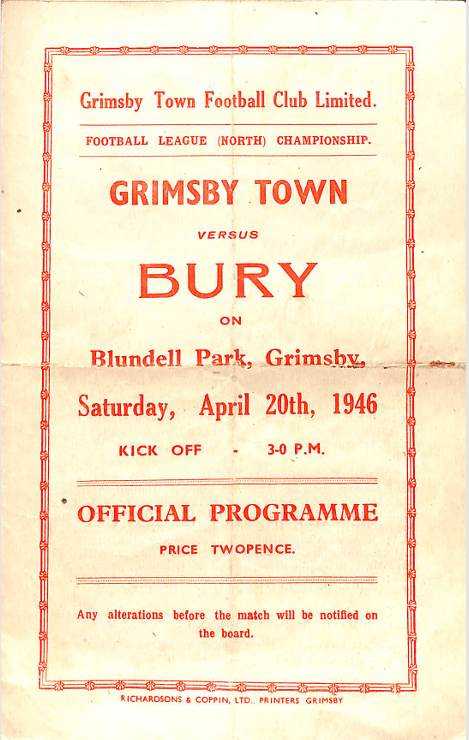 Grimsby Town Football Club Limited.
FOOTBALL LEAGUE (NORTH) CHAMPIONSHIP.
GRIMSBY TOWN
VERSUS
BURY
ON
Blundell Park, Grimsby,
Saturday, April 20th, 1946
KICK OFF - 3-0 P.M.
OFFICIAL PROGRAMME
PRICE TWOPENCE.
Any alterations before the match will be notified on
the board.
RICHARDSONS & COPPIN, LTD., PRINTERS GRIMSBY